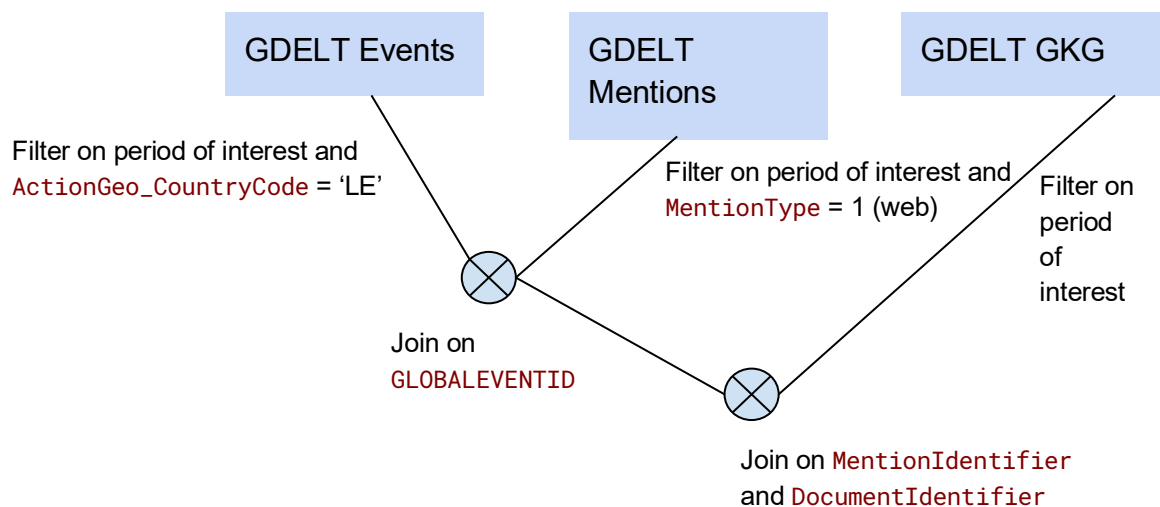 GDELT Events
GDELT
Mentions
GDELT GKG
Filter on period of interest and
ActionGeo_CountryCode = ‘LE’
Filter on period of interest and
MentionType = 1 (web)
Filter on
period
of
interest
Join on
GLOBALEVENTID
Join on MentionIdentifier
and DocumentIdentifier